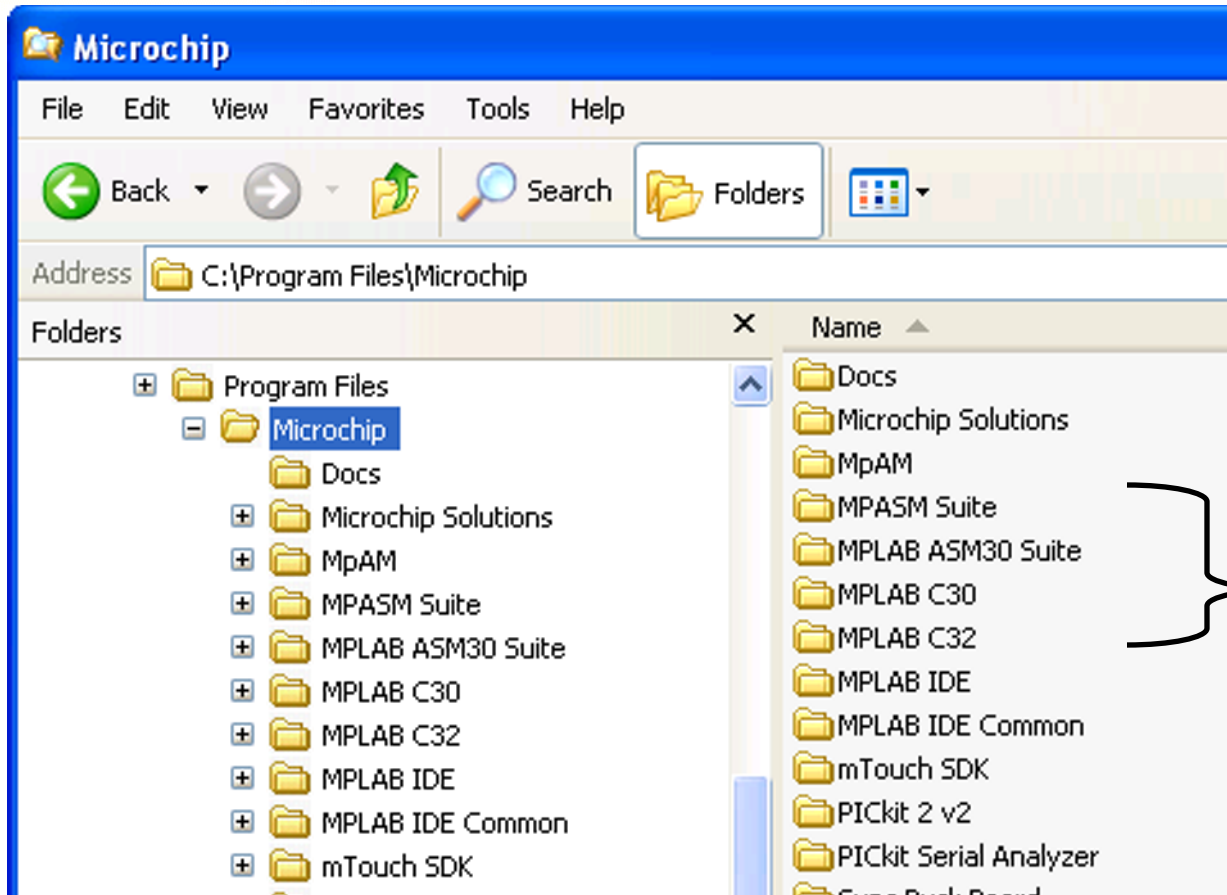 Microchip
File Edit View Favorites Tools Help
Back Search Folders
Address C:\Program Files\Microchip
Folders
Program Files
Microchip
Docs
Microchip Solutions
MpAM
MPASM Suite
MPLAB ASM30 Suite
MPLAB C30
MPLAB C32
MPLAB IDE
MPLAB IDE Common
mTouch SDK
Name
Docs
Microchip Solutions
MpAM
MPASM Suite
MPLAB ASM30 Suite
MPLAB C30
MPLAB C32
MPLAB IDE
MPLAB IDE Common
mTouch SDK
PICkit 2 v2
PICkit Serial Analyzer